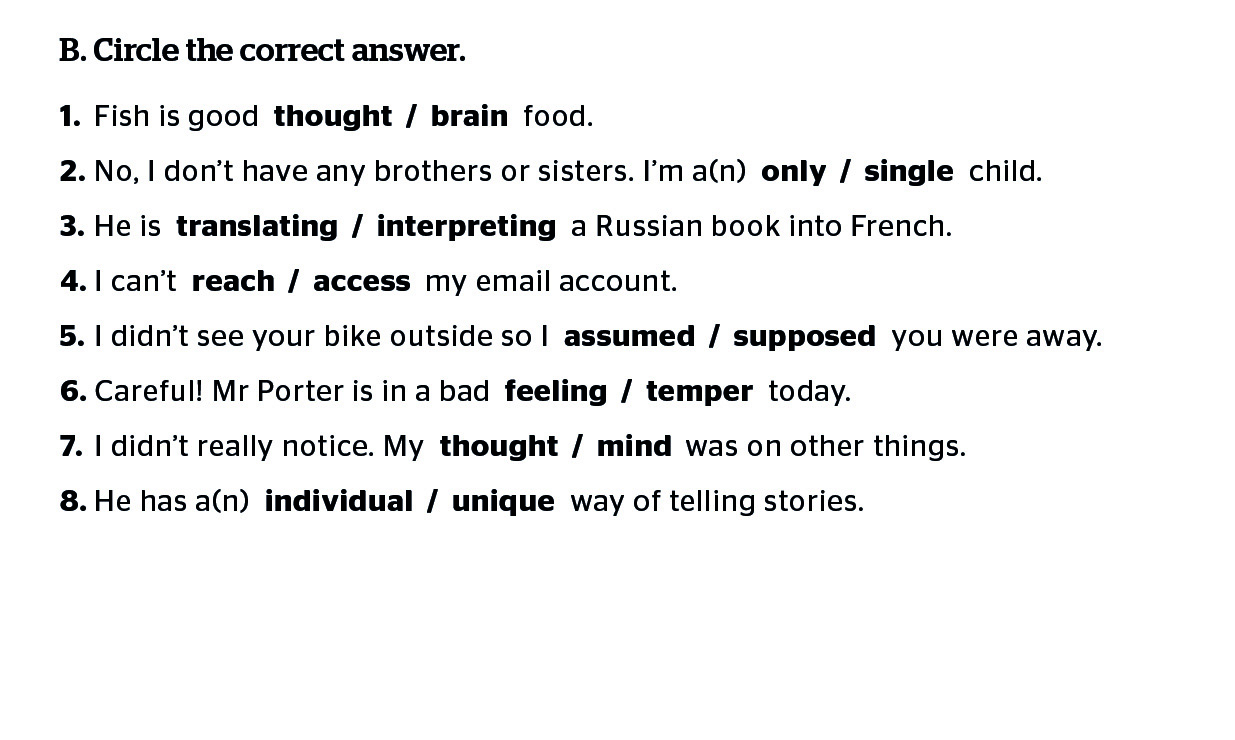 B. Circle the correct answer.
1. Fish is good thought / brain food.
2. No, I don’t have any brothers or sisters. I’m a(n) only / single child.
3. He is translating / interpreting a Russian book into French.
4. I can’t reach / access my email account.
5. I didn’t see your bike outside so I assumed / supposed you were away.
6. Careful! Mr Porter is in a bad feeling / temper today.
7. I didn’t really notice. My thought / mind was on other things.
8. He has a(n) individual / unique way of telling stories.